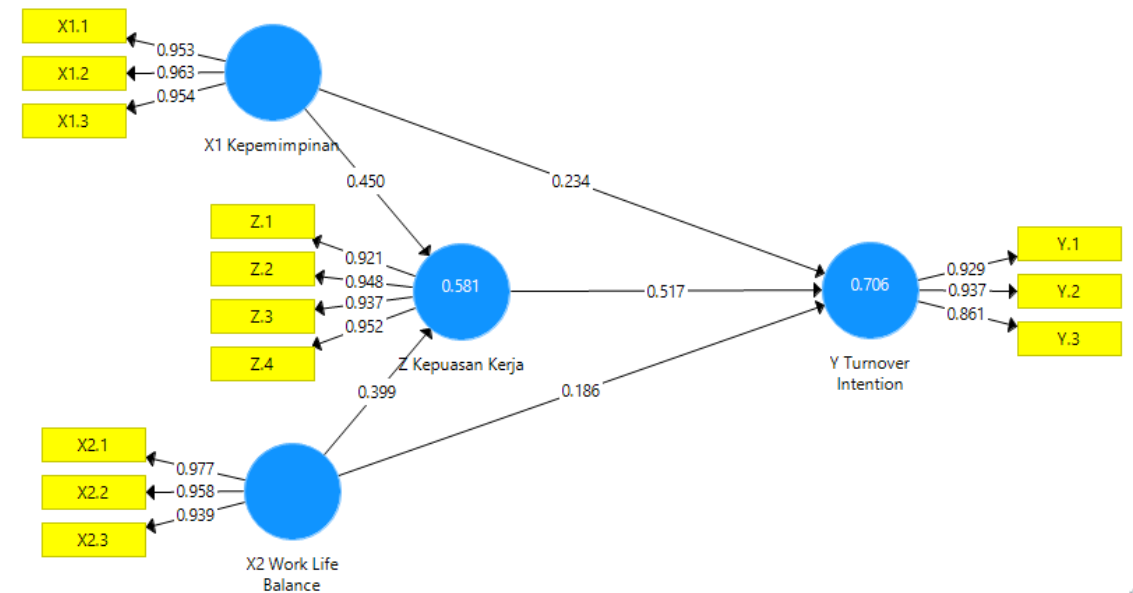 X1.1
0.953
X1.2
0.963
0.954
X1.3
X1 Kepemimpinan
0.450
0.234
Z.1
0.921
Z.2
0.948
0.937
Z.3
0.952
Z.4
0.581
Z Kepuasan Kerja
0.517
0.706
Y Turnover
Intention
0.929
Y.1
0.937
Y.2
0.861
Y.3
0.399
0.186
X2.1
0.977
X2.2
0.958
0.939
X2.3
X2 Work Life
Balance